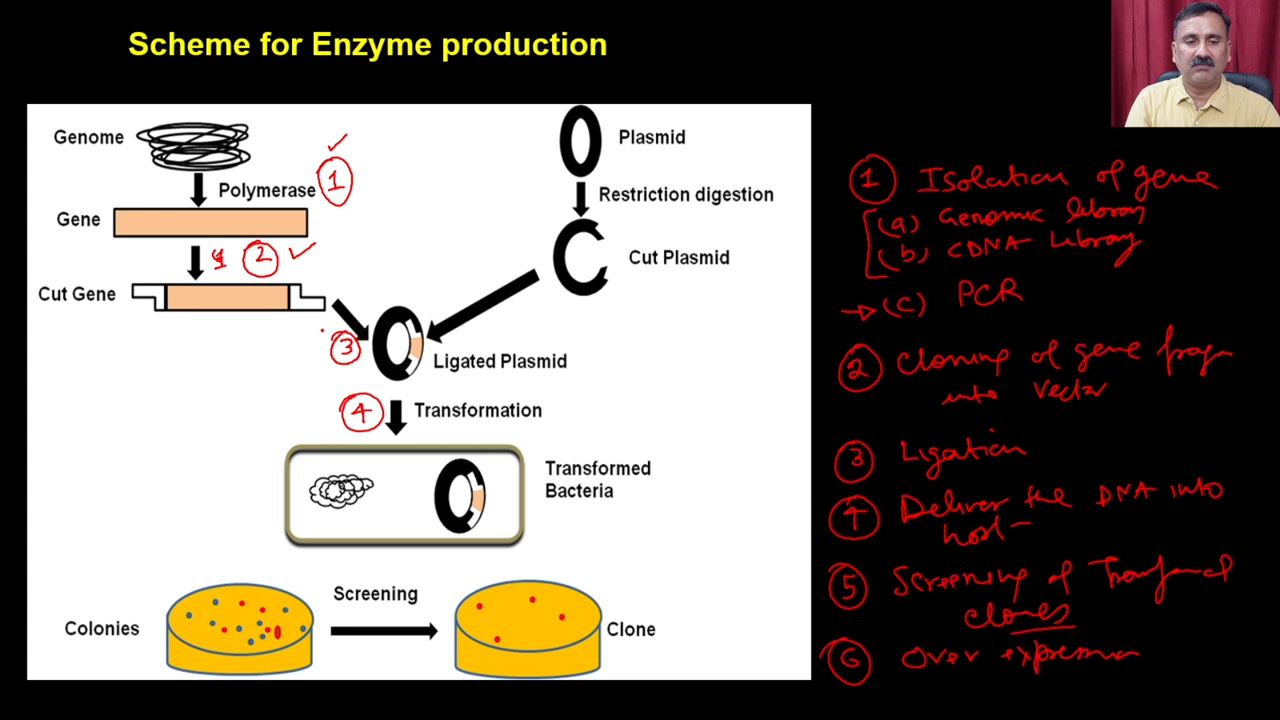 Scheme for Enzyme production
Genome
Polymerase
1
Gene
2
Cut Gene
3
Plasmid
Restriction digestion
Cut Plasmid
Ligated Plasmid
4
Transformation
Transformed
Bacteria
Colonies
Screening
Clone
1 Isolation of gene
(a) Genomic library
(b) CDNA Library
(c) PCR
2 Cloning of gene
into vector
3 Ligation
4 Deliver the DNA into
host
5 Screening of
clones
6 Over expression